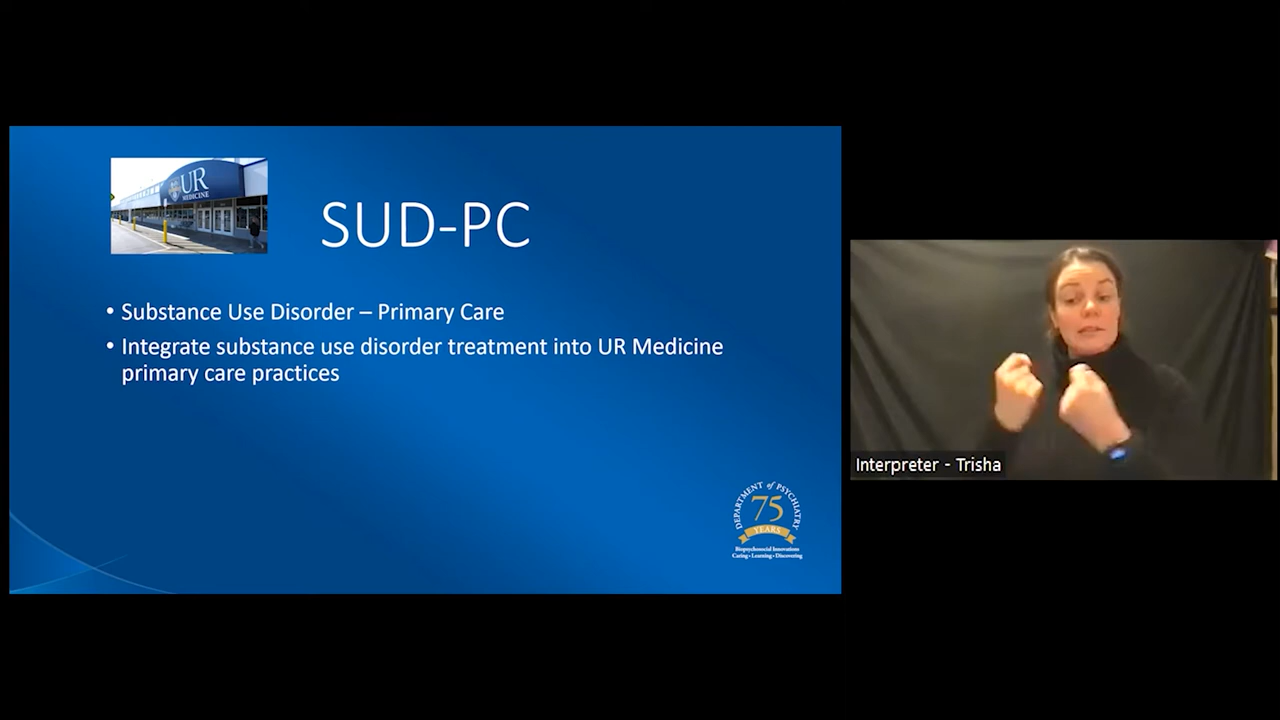 UR
MEDICINE
SUD-PC
• Substance Use Disorder – Primary Care
• Integrate substance use disorder treatment into UR Medicine
primary care practices
DEPARTMENT of PSYCHIATRY
75
YEARS
Biopsychosocial Innovations
Caring • Learning • Discovering
Interpreter - Trisha